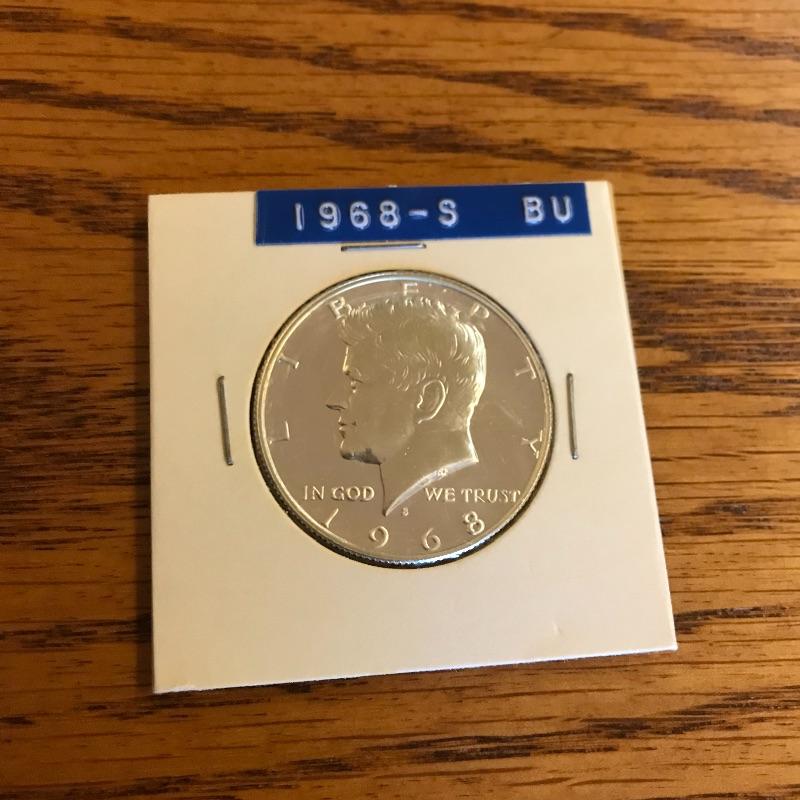 1968-S BU
LIBERTY
IN GOD WE TRUST
S
1968